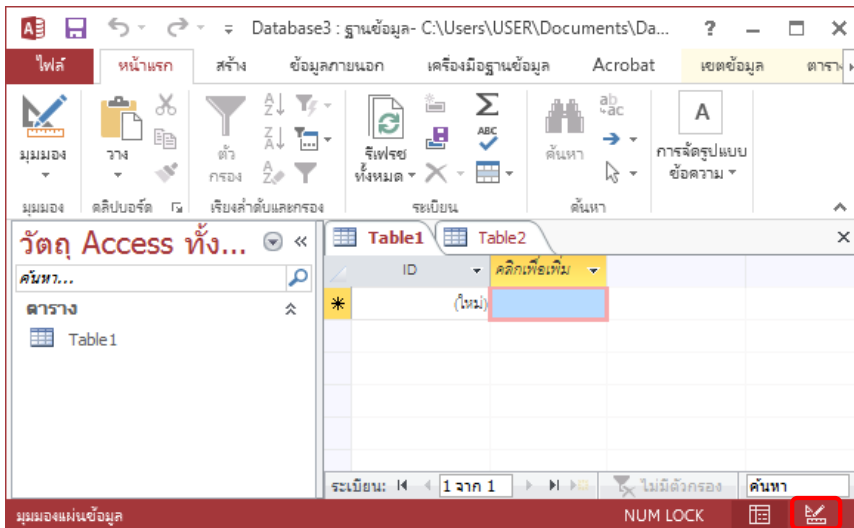 Database3 : ฐานข้อมูล- C:\Users\USER\Documents\Da... ?
ไฟล์ หน้าแรก สร้าง ข้อมูลภายนอก เครื่องมือฐานข้อมูล Acrobat เขตข้อมูล ตาราง
มุมมอง วาง ตัวกรอง รีเฟรชทั้งหมด ค้นหา การจัดรูปแบบข้อความ
มุมมอง คลิปบอร์ด เรียงลำดับและกรอง ระเบียน ค้นหา
วัตถุ Access ทั้ง... «
Table1 Table2
ค้นหา...
ID คลิกเพื่อเพิ่ม
ตาราง
(ใหม่)
Table1
ระเบียน: 1 จาก 1 ไม่มีตัวกรอง ค้นหา
มุมมองแผ่นข้อมูล NUM LOCK